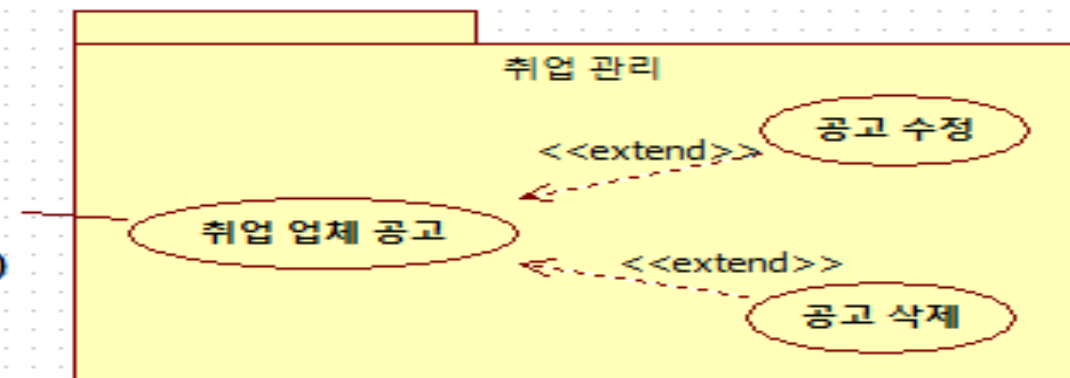 취업 관리
공고 수정
<<extend>>
취업 업체 공고
<<extend>>
공고 삭제